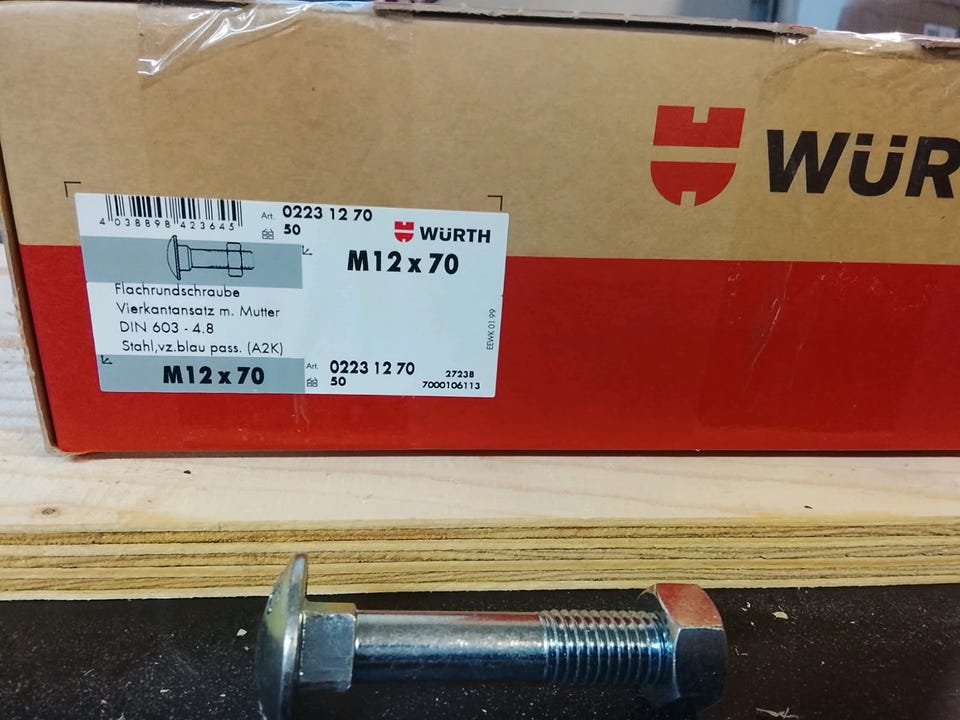 WÜR
4 038898 423645
Art. 0223 12 70
50
WÜRTH
M12 x 70
Flachrundschraube
Vierkantansatz m. Mutter
DIN 603 - 4.8
Stahl,vz.blau pass. (A2K)
M12 x 70
Art. 0223 12 70
50
2723B
7000106113
EEWK 01 99